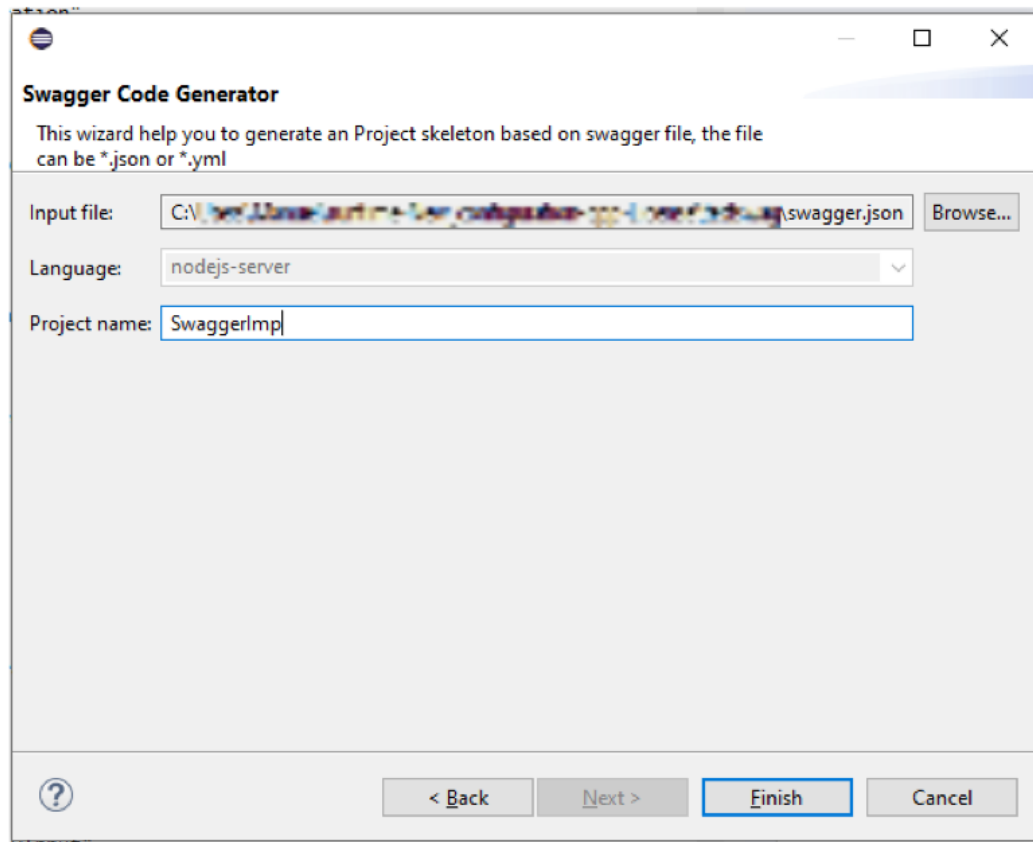 ation"
Swagger Code Generator
This wizard help you to generate an Project skeleton based on swagger file, the file
can be *.json or *.yml
Input file: C:\ \swagger.json Browse...
Language: nodejs-server
Project name: SwaggerImp
? < Back Next > Finish Cancel